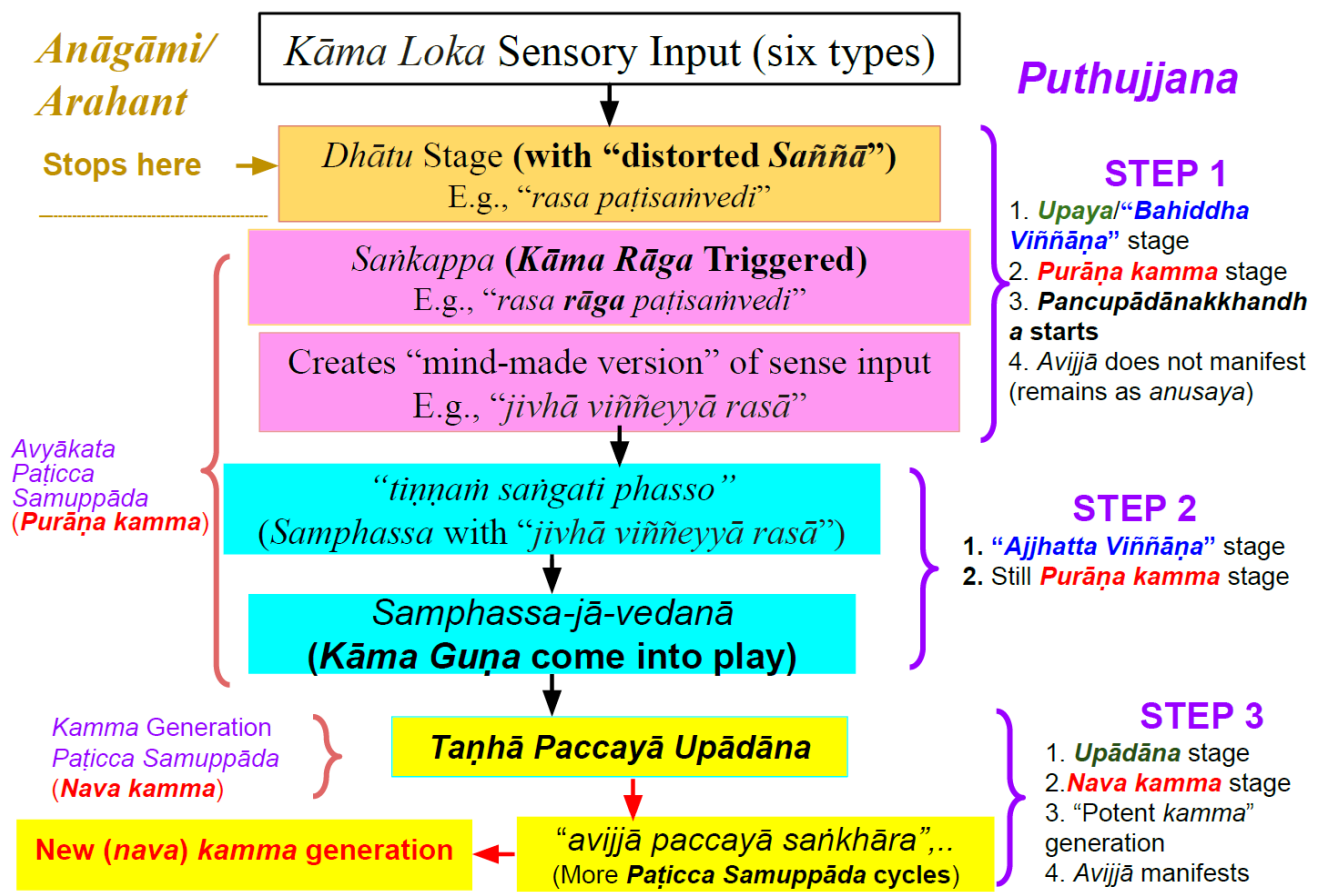 Anāgāmi/
Arahant
Kāma Loka Sensory Input (six types)
Puthujjana
Stops here
Dhātu Stage (with “distorted Saññā”)
E.g., “rasa paṭisaṁvedi”
STEP 1
1. Upaya/“Bahiddha
Viññāṇa” stage
2. Purāṇa kamma stage
3. Pancupādānakkhandh
a starts
4. Avijjā does not manifest
(remains as anusaya)
Saṅkappa (Kāma Rāga Triggered)
E.g., “rasa rāga paṭisaṁvedi”
Creates “mind-made version” of sense input
E.g., “jivhā viññeyyā rasā”
Avyākata
Paṭicca
Samuppāda
(Purāṇa kamma)
“tiṇṇaṁ saṅgati phasso”
(Samphassa with “jivhā viññeyyā rasā”)
STEP 2
1. “Ajjhatta Viññāṇa” stage
2. Still Purāṇa kamma stage
Samphassa-jā-vedanā
(Kāma Guṇa come into play)
Kamma Generation
Paṭicca Samuppāda
(Nava kamma)
Taṇhā Paccayā Upādāna
STEP 3
1. Upādāna stage
2.Nava kamma stage
3. “Potent kamma”
generation
4. Avijjā manifests
“avijjā paccayā saṅkhāra”,..
(More Paṭicca Samuppāda cycles)
New (nava) kamma generation